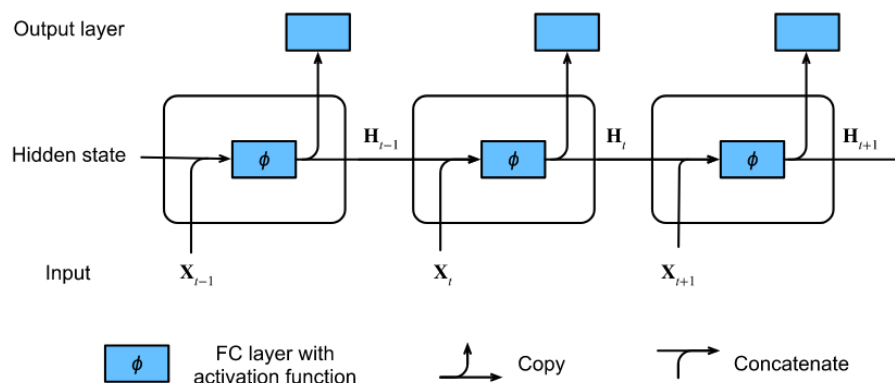 Output layer
Hidden state
ϕ
H_{t−1}
ϕ
H_t
ϕ
H_{t+1}
Input
X_{t−1}
X_t
X_{t+1}
ϕ
FC layer with
activation function
Copy
Concatenate